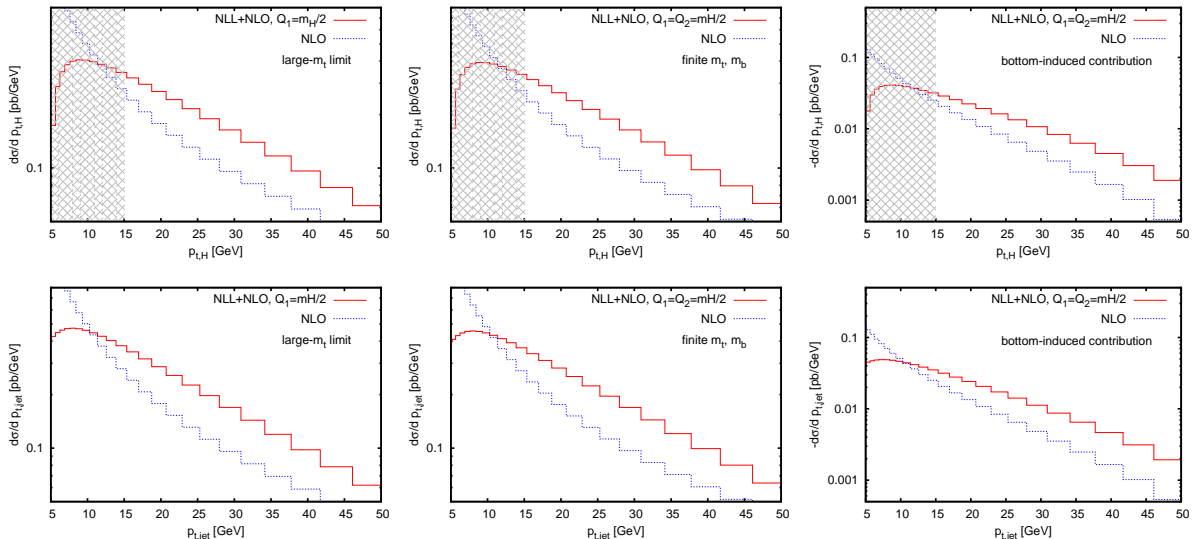 NLL+NLO, Q1=mH/2
NLO
large-mt limit
dσ/d pt,H [pb/GeV]
0.1
5 10 15 20 25 30 35 40 45 50
pt,H [GeV]
NLL+NLO, Q1=Q2=mH/2
NLO
finite mt, mb
dσ/d pt,H [pb/GeV]
0.1
5 10 15 20 25 30 35 40 45 50
pt,H [GeV]
NLL+NLO, Q1=Q2=mH/2
NLO
bottom-induced contribution
-dσ/d pt,H [pb/GeV]
0.1
0.01
0.001
5 10 15 20 25 30 35 40 45 50
pt,H [GeV]
NLL+NLO, Q1=mH/2
NLO
large-mt limit
dσ/d pt,jet [pb/GeV]
0.1
5 10 15 20 25 30 35 40 45 50
pt,jet [GeV]
NLL+NLO, Q1=Q2=mH/2
NLO
finite mt, mb
dσ/d pt,jet [pb/GeV]
0.1
5 10 15 20 25 30 35 40 45 50
pt,jet [GeV]
NLL+NLO, Q1=Q2=mH/2
NLO
bottom-induced contribution
-dσ/d pt,jet [pb/GeV]
0.1
0.01
0.001
5 10 15 20 25 30 35 40 45 50
pt,jet [GeV]